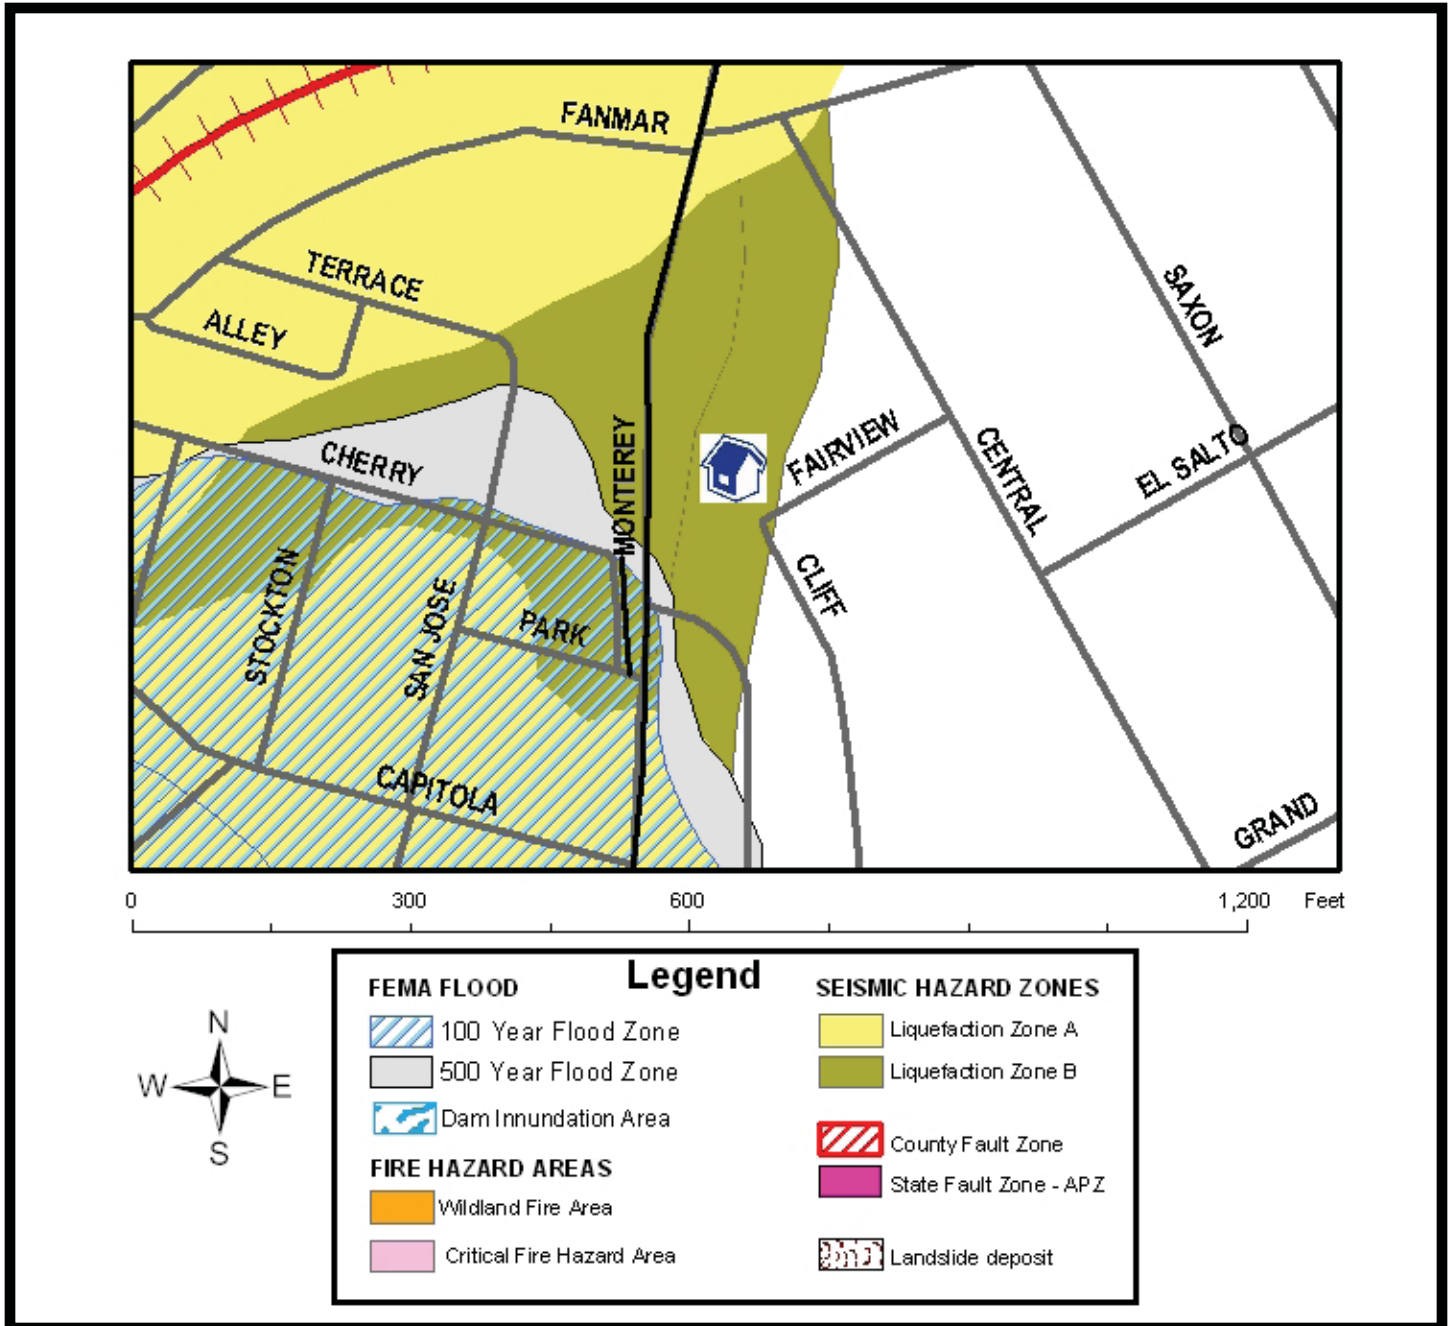 FANMAR
TERRACE
ALLEY
SAXON
CHERRY
MONTEREY
FAIRVIEW
CENTRAL
EL SALTO
STOCKTON
SAN JOSE
PARK
CLIFF
CAPITOLA
GRAND
0 300 600 1,200 Feet
Legend
FEMA FLOOD
100 Year Flood Zone
500 Year Flood Zone
Dam Innundation Area
FIRE HAZARD AREAS
Wildland Fire Area
Critical Fire Hazard Area
SEISMIC HAZARD ZONES
Liquefaction Zone A
Liquefaction Zone B
County Fault Zone
State Fault Zone - APZ
Landslide deposit
N
W E
S